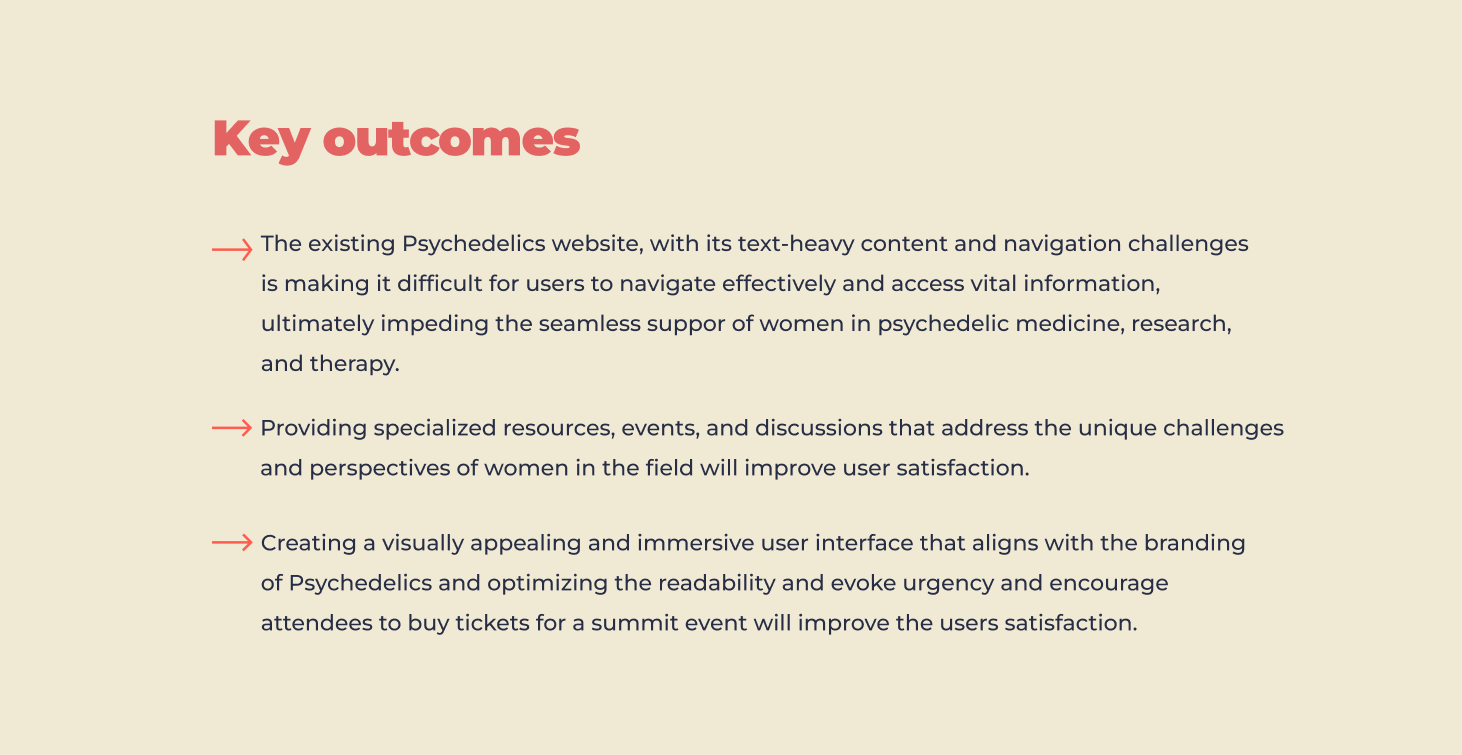 Key outcomes
The existing Psychedelics website, with its text-heavy content and navigation challenges
is making it difficult for users to navigate effectively and access vital information,
ultimately impeding the seamless suppor of women in psychedelic medicine, research,
and therapy.
Providing specialized resources, events, and discussions that address the unique challenges
and perspectives of women in the field will improve user satisfaction.
Creating a visually appealing and immersive user interface that aligns with the branding
of Psychedelics and optimizing the readability and evoke urgency and encourage
attendees to buy tickets for a summit event will improve the users satisfaction.